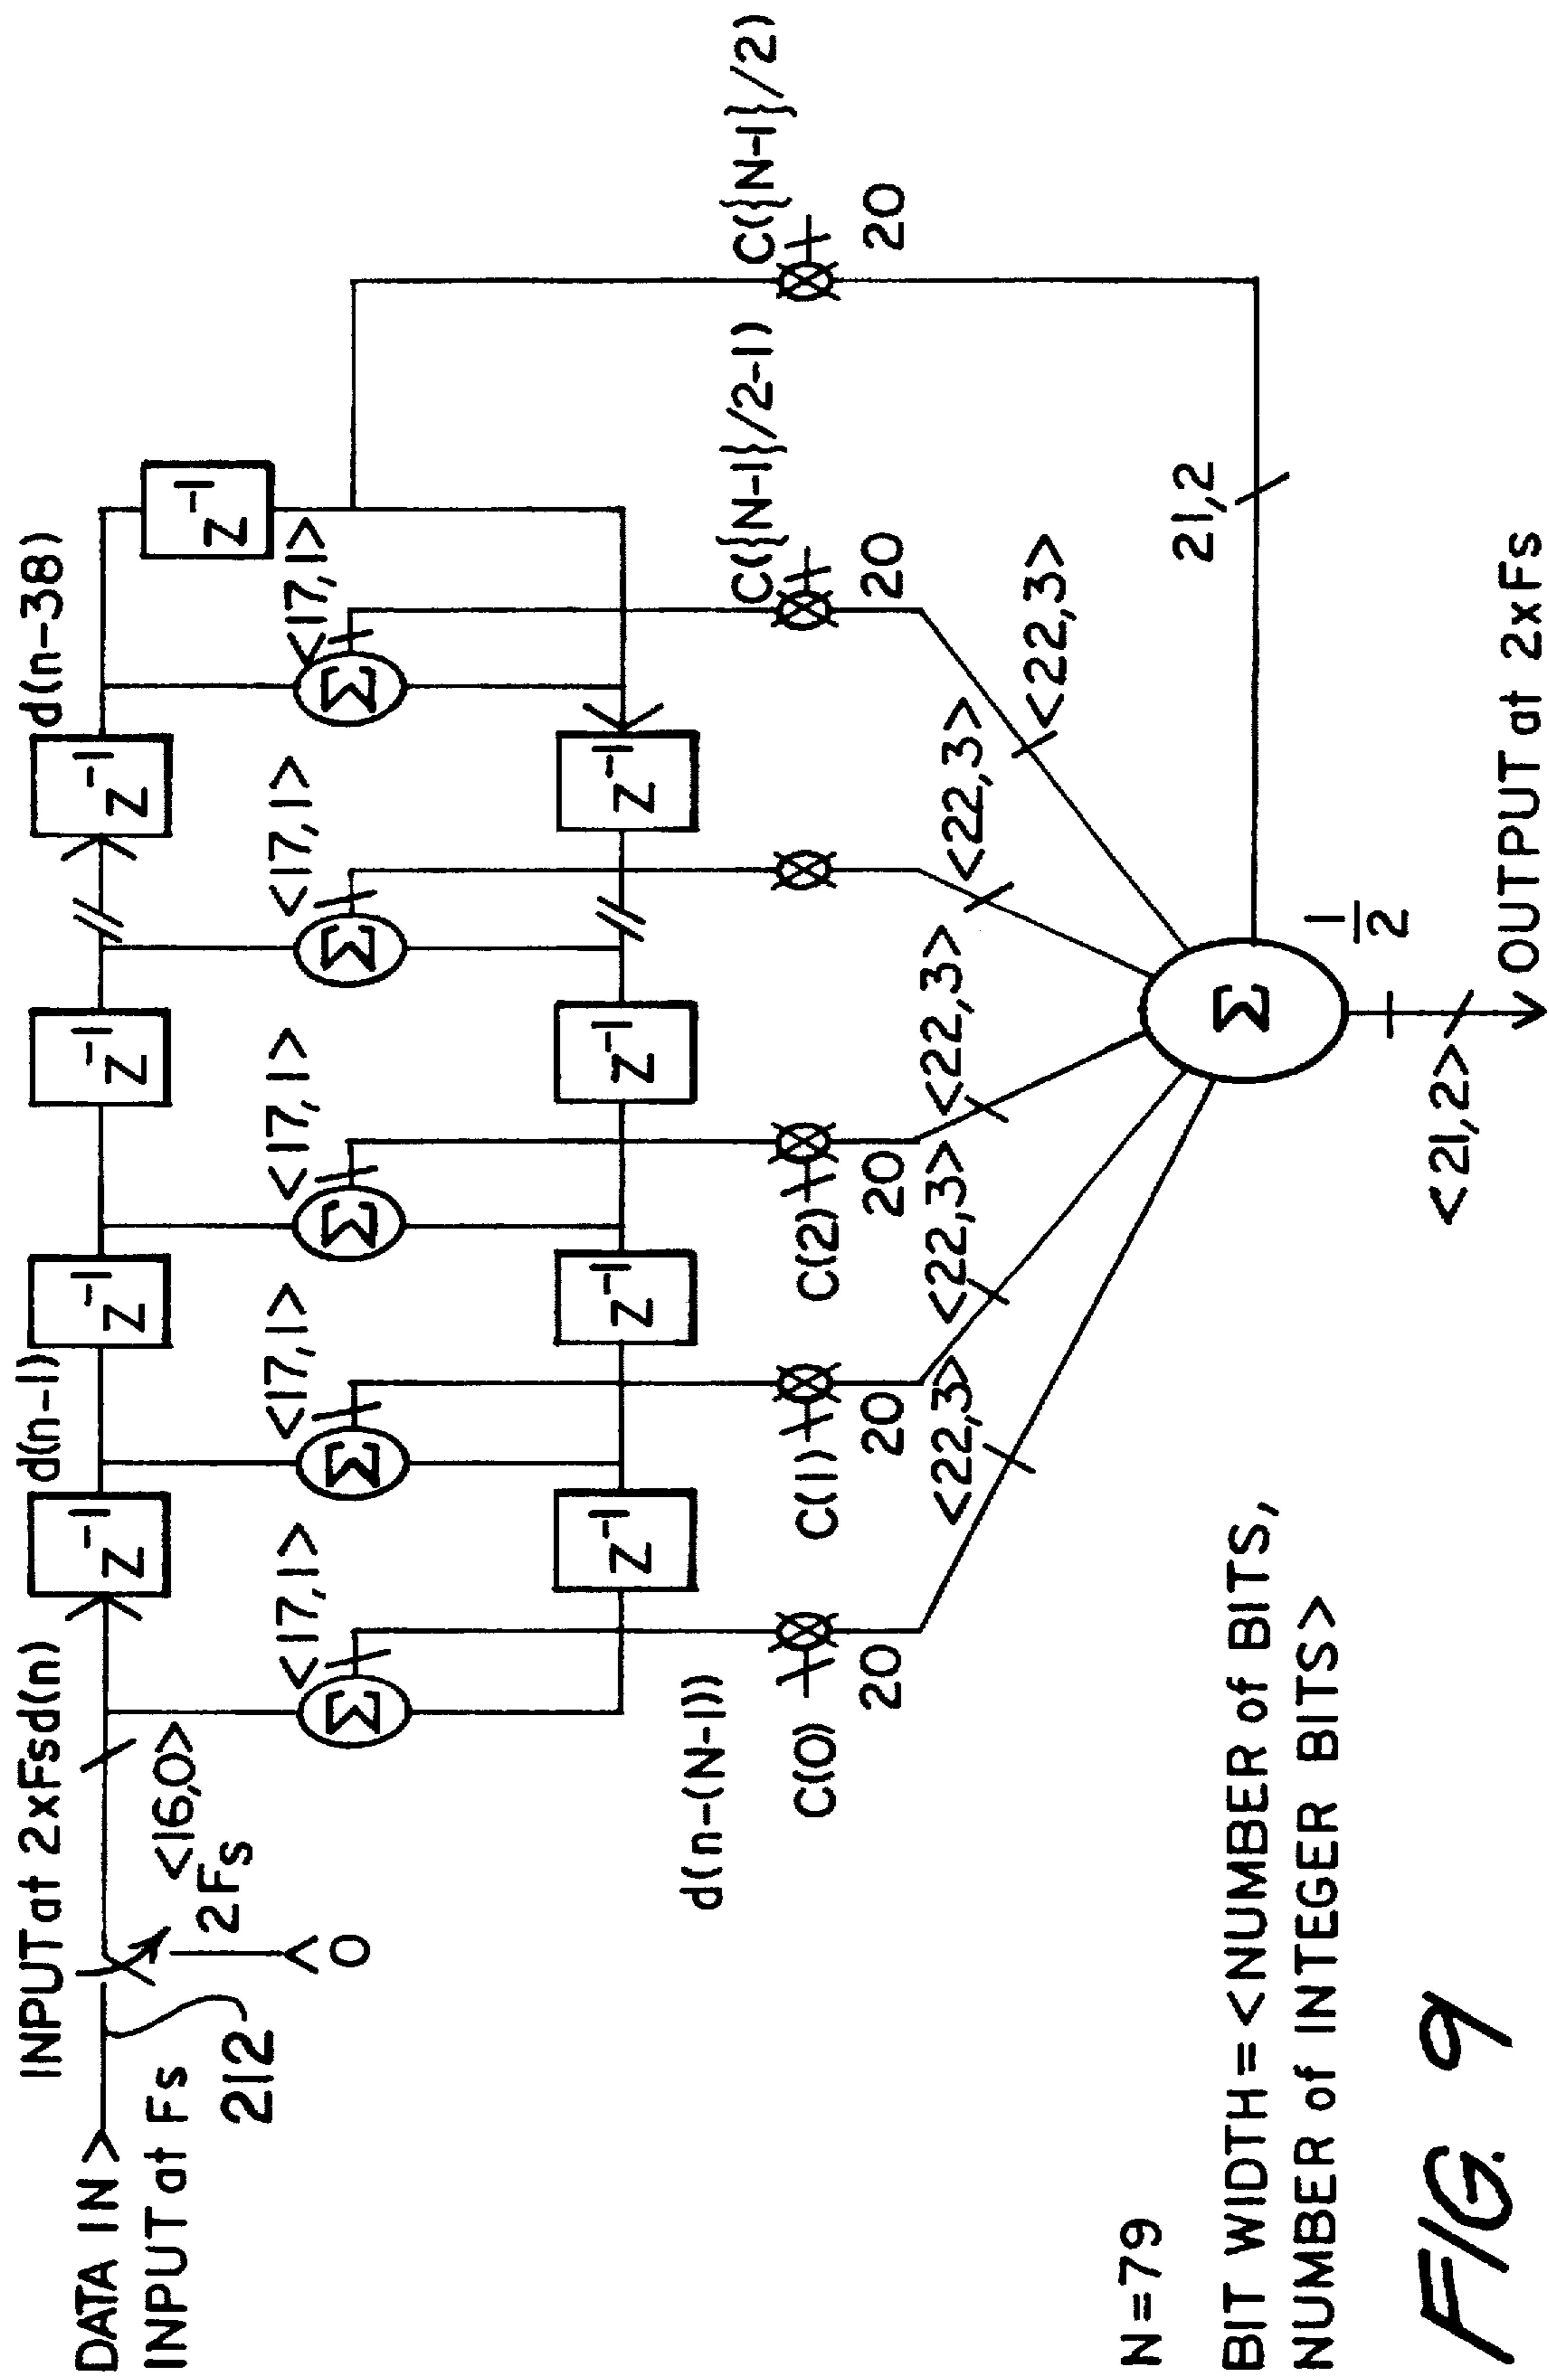 DATA IN >
INPUT at Fs
212
INPUT at 2xFsd(n)
<16,0>
2Fs
0
d(n-1)
d(n-38)
Z⁻¹
Z⁻¹
Z⁻¹
Z⁻¹
Z⁻¹
<17,1>
<17,1>
<17,1>
<17,1>
<17,1>
Σ
Σ
Σ
Σ
Σ
Z⁻¹
Z⁻¹
Z⁻¹
Z⁻¹
d(n-(N-1))
C(0)
20
C(1)
20
C(2)
20
C({N-1}/2-1)
20
C({N-1}/2)
20
<22,3>
<22,3>
<22,3>
<22,3>
<22,3>
21,2
Σ
1/2
<21,2>
OUTPUT at 2xFs
N=79
BIT WIDTH=<NUMBER of BITS,
NUMBER of INTEGER BITS>
FIG. 9